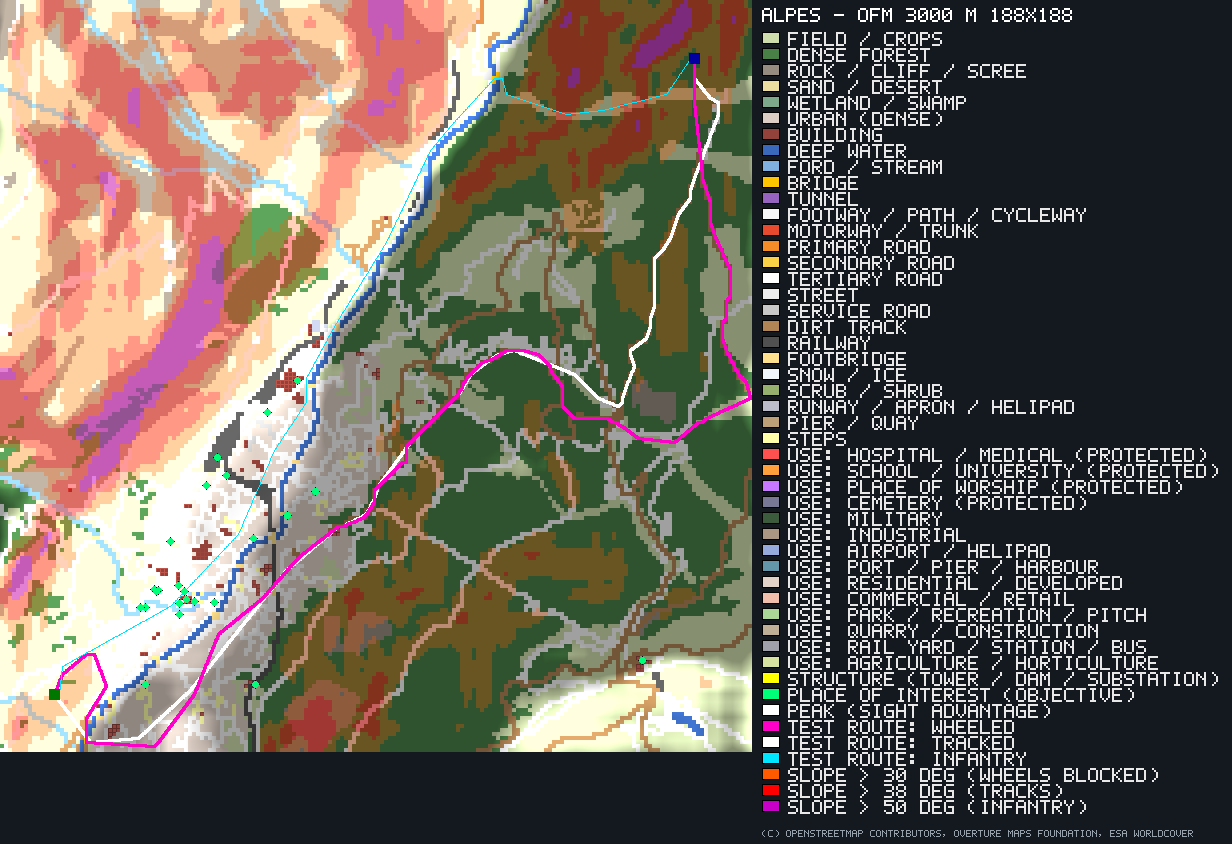 ALPES - OFM 3000 M 188X188
FIELD / CROPS
DENSE FOREST
ROCK / CLIFF / SCREE
SAND / DESERT
WETLAND / SWAMP
URBAN (DENSE)
BUILDING
DEEP WATER
FORD / STREAM
BRIDGE
TUNNEL
FOOTWAY / PATH / CYCLEWAY
MOTORWAY / TRUNK
PRIMARY ROAD
SECONDARY ROAD
TERTIARY ROAD
STREET
SERVICE ROAD
DIRT TRACK
RAILWAY
FOOTBRIDGE
SNOW / ICE
SCRUB / SHRUB
RUNWAY / APRON / HELIPAD
PIER / QUAY
STEPS
USE: HOSPITAL / MEDICAL (PROTECTED)
USE: SCHOOL / UNIVERSITY (PROTECTED)
USE: PLACE OF WORSHIP (PROTECTED)
USE: CEMETERY (PROTECTED)
USE: MILITARY
USE: INDUSTRIAL
USE: AIRPORT / HELIPAD
USE: PORT / PIER / HARBOUR
USE: RESIDENTIAL / DEVELOPED
USE: COMMERCIAL / RETAIL
USE: PARK / RECREATION / PITCH
USE: QUARRY / CONSTRUCTION
USE: RAIL YARD / STATION / BUS
USE: AGRICULTURE / HORTICULTURE
STRUCTURE (TOWER / DAM / SUBSTATION)
PLACE OF INTEREST (OBJECTIVE)
PEAK (SIGHT ADVANTAGE)
TEST ROUTE: WHEELED
TEST ROUTE: TRACKED
TEST ROUTE: INFANTRY
SLOPE > 30 DEG (WHEELS BLOCKED)
SLOPE > 38 DEG (TRACKS)
SLOPE > 50 DEG (INFANTRY)
(C) OPENSTREETMAP CONTRIBUTORS, OVERTURE MAPS FOUNDATION, ESA WORLDCOVER